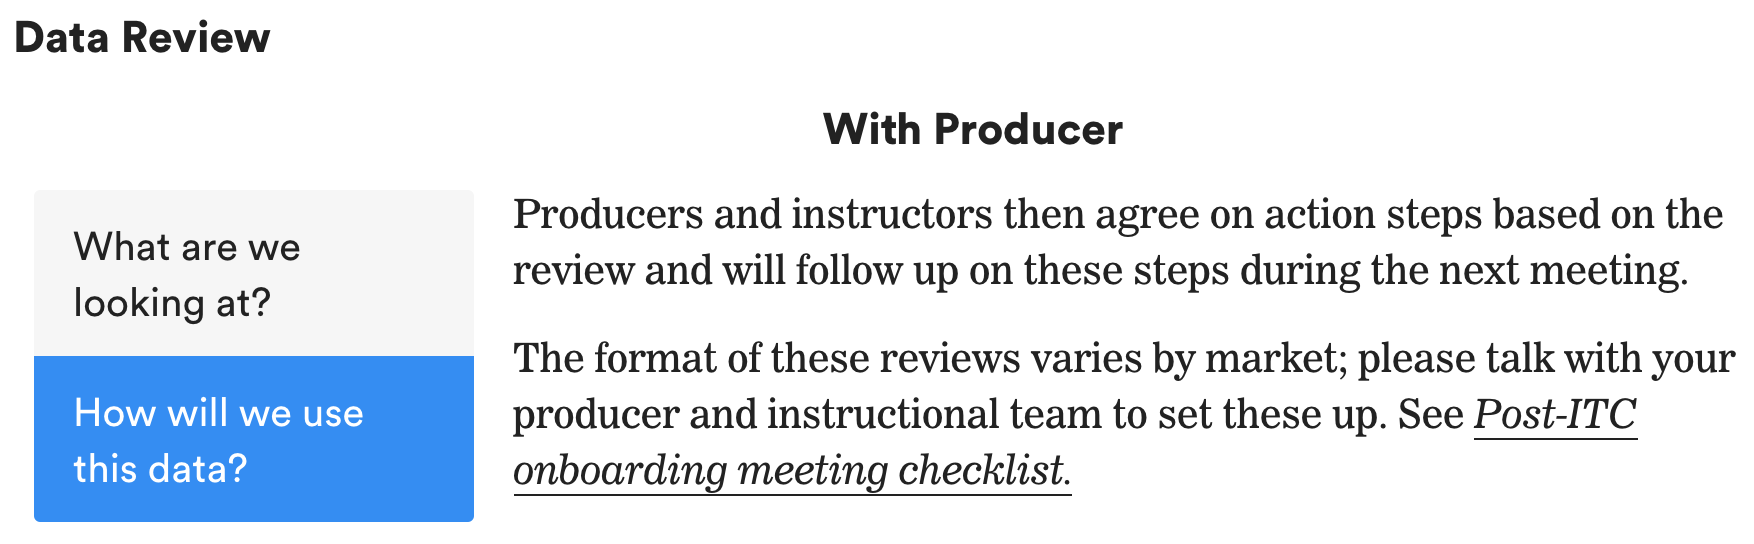 Data Review
With Producer
What are we
looking at?
How will we use
this data?
Producers and instructors then agree on action steps based on the
review and will follow up on these steps during the next meeting.
The format of these reviews varies by market; please talk with your
producer and instructional team to set these up. See Post-ITC
onboarding meeting checklist.